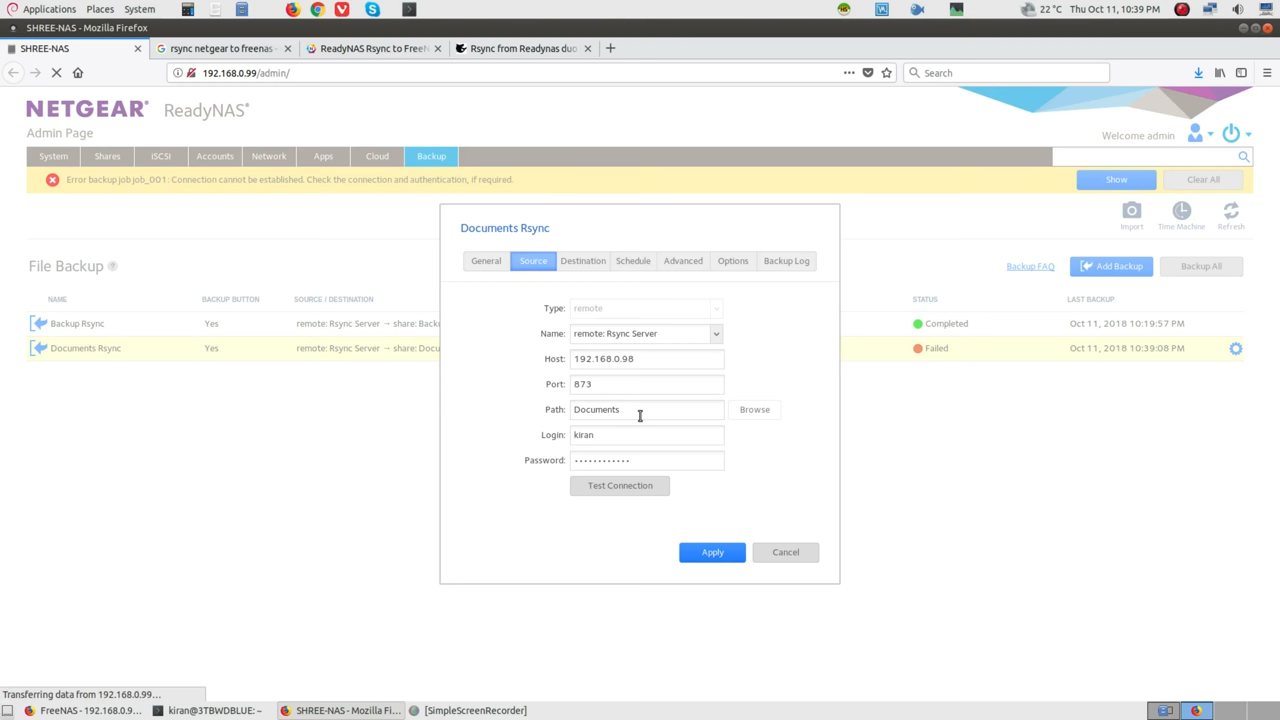 Applications Places System 22 °C Thu Oct 11, 10:39 PM
SHREE-NAS - Mozilla Firefox
SHREE-NAS rsync netgear to freenas - ReadyNAS Rsync to FreeN Rsync from Readynas duo
192.168.0.99/admin/ Search
NETGEAR® ReadyNAS®
Admin Page Welcome admin
System Shares iSCSI Accounts Network Apps Cloud Backup
Error backup job job_001: Connection cannot be established. Check the connection and authentication, if required. Show Clear All
Import Time Machine Refresh
File Backup Backup FAQ Add Backup Backup All
NAME BACKUP BUTTON SOURCE / DESTINATION STATUS LAST BACKUP
Backup Rsync Yes remote: Rsync Server → share: Backu Completed Oct 11, 2018 10:19:57 PM
Documents Rsync Yes remote: Rsync Server → share: Docu Failed Oct 11, 2018 10:39:08 PM
Documents Rsync
General Source Destination Schedule Advanced Options Backup Log
Type: remote
Name: remote: Rsync Server
Host: 192.168.0.98
Port: 873
Path: Documents Browse
Login: kiran
Password: ············
Test Connection
Apply Cancel
Transferring data from 192.168.0.99...
FreeNAS - 192.168.0.9... kiran@3TBWDBLUE: ~ SHREE-NAS - Mozilla Fi... [SimpleScreenRecorder]